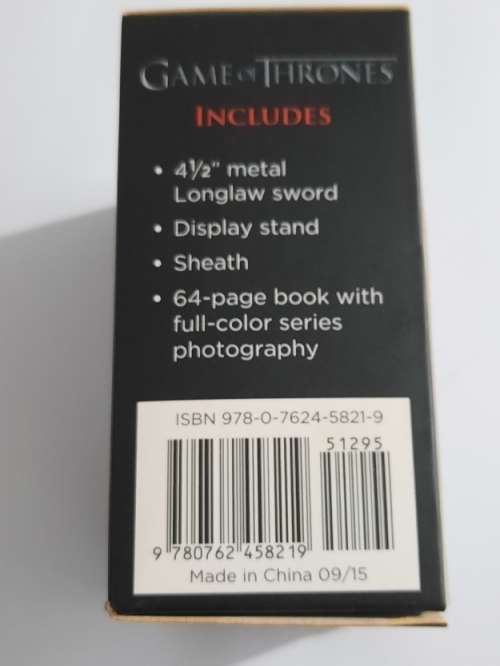 GAME OF THRONES
INCLUDES
• 4½" metal
Longlaw sword
• Display stand
• Sheath
• 64-page book with
full-color series
photography
ISBN 978-0-7624-5821-9
51295
9 780762 458219
Made in China 09/15